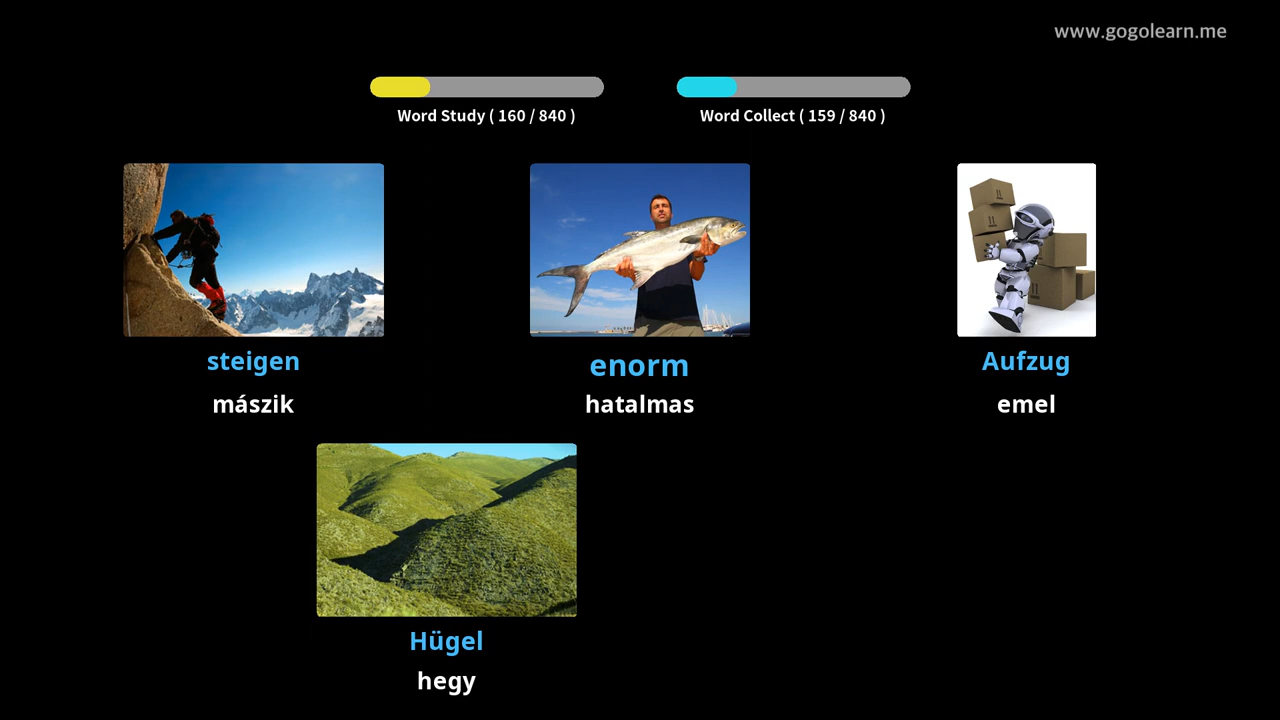 www.gogolearn.me
Word Study ( 160 / 840 )
Word Collect ( 159 / 840 )
steigen
mászik
enorm
hatalmas
Aufzug
emel
Hügel
hegy